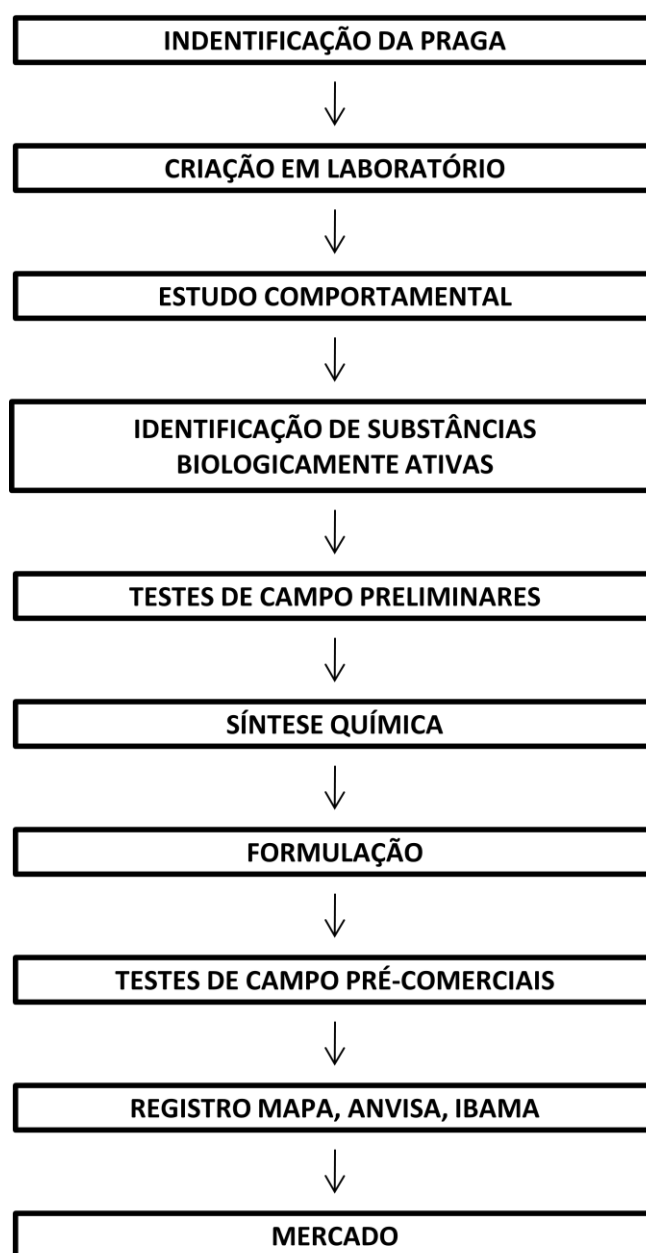 INDENTIFICAÇÃO DA PRAGA
CRIAÇÃO EM LABORATÓRIO
ESTUDO COMPORTAMENTAL
IDENTIFICAÇÃO DE SUBSTÂNCIAS
BIOLOGICAMENTE ATIVAS
TESTES DE CAMPO PRELIMINARES
SÍNTESE QUÍMICA
FORMULAÇÃO
TESTES DE CAMPO PRÉ-COMERCIAIS
REGISTRO MAPA, ANVISA, IBAMA
MERCADO